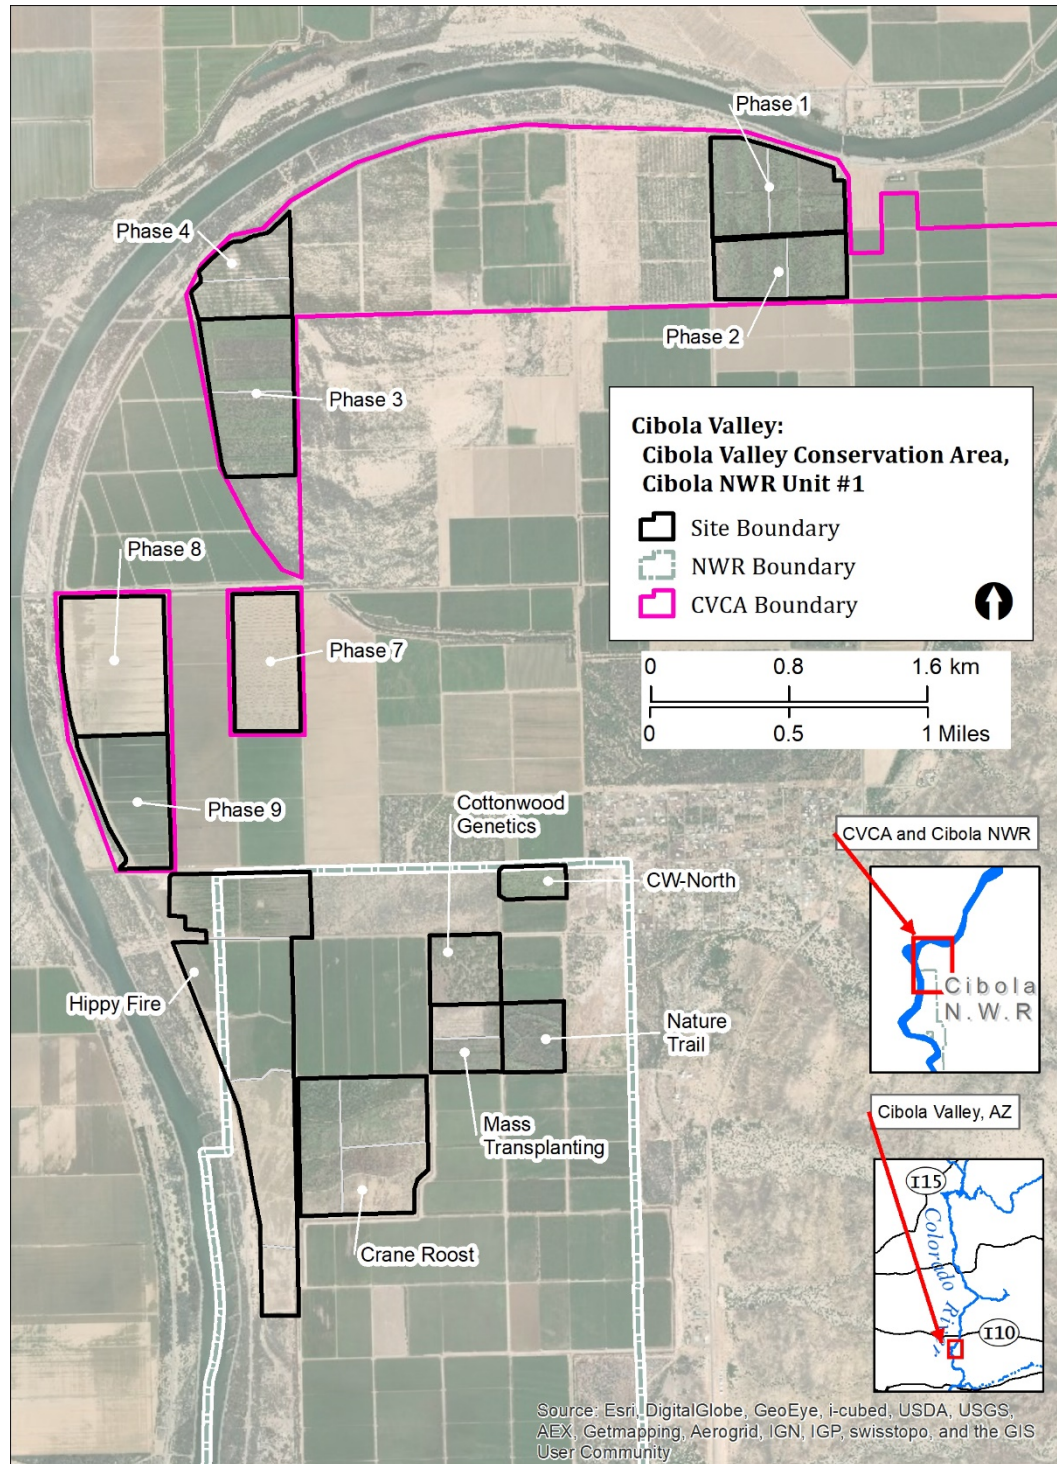 Phase 1
Phase 4
Phase 2
Phase 3
Cibola Valley:
Cibola Valley Conservation Area,
Cibola NWR Unit #1
Site Boundary
NWR Boundary
CVCA Boundary
Phase 8
Phase 7
0 0.8 1.6 km
0 0.5 1 Miles
Phase 9
Cottonwood
Genetics
CVCA and Cibola NWR
CW-North
Hippy Fire
Cibola
N.W.R
Nature
Trail
Mass
Transplanting
Cibola Valley, AZ
Crane Roost
I15
Colorado River
I10
Source: Esri, DigitalGlobe, GeoEye, i-cubed, USDA, USGS,
AEX, Getmapping, Aerogrid, IGN, IGP, swisstopo, and the GIS
User Community